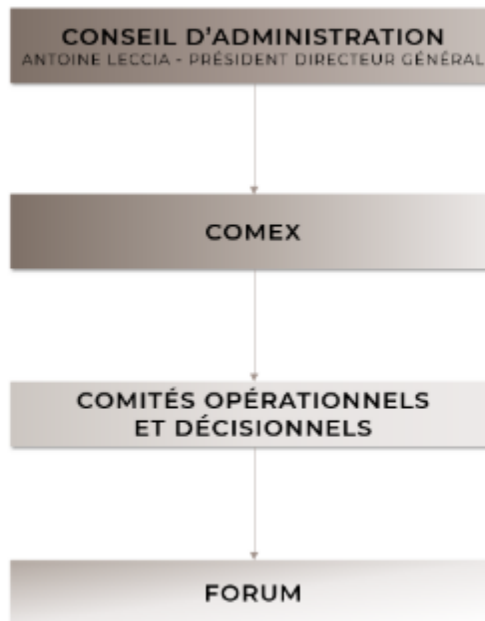 CONSEIL D’ADMINISTRATION
ANTOINE LECCIA - PRÉSIDENT DIRECTEUR GÉNÉRAL
COMEX
COMITÉS OPÉRATIONNELS
ET DÉCISIONNELS
FORUM